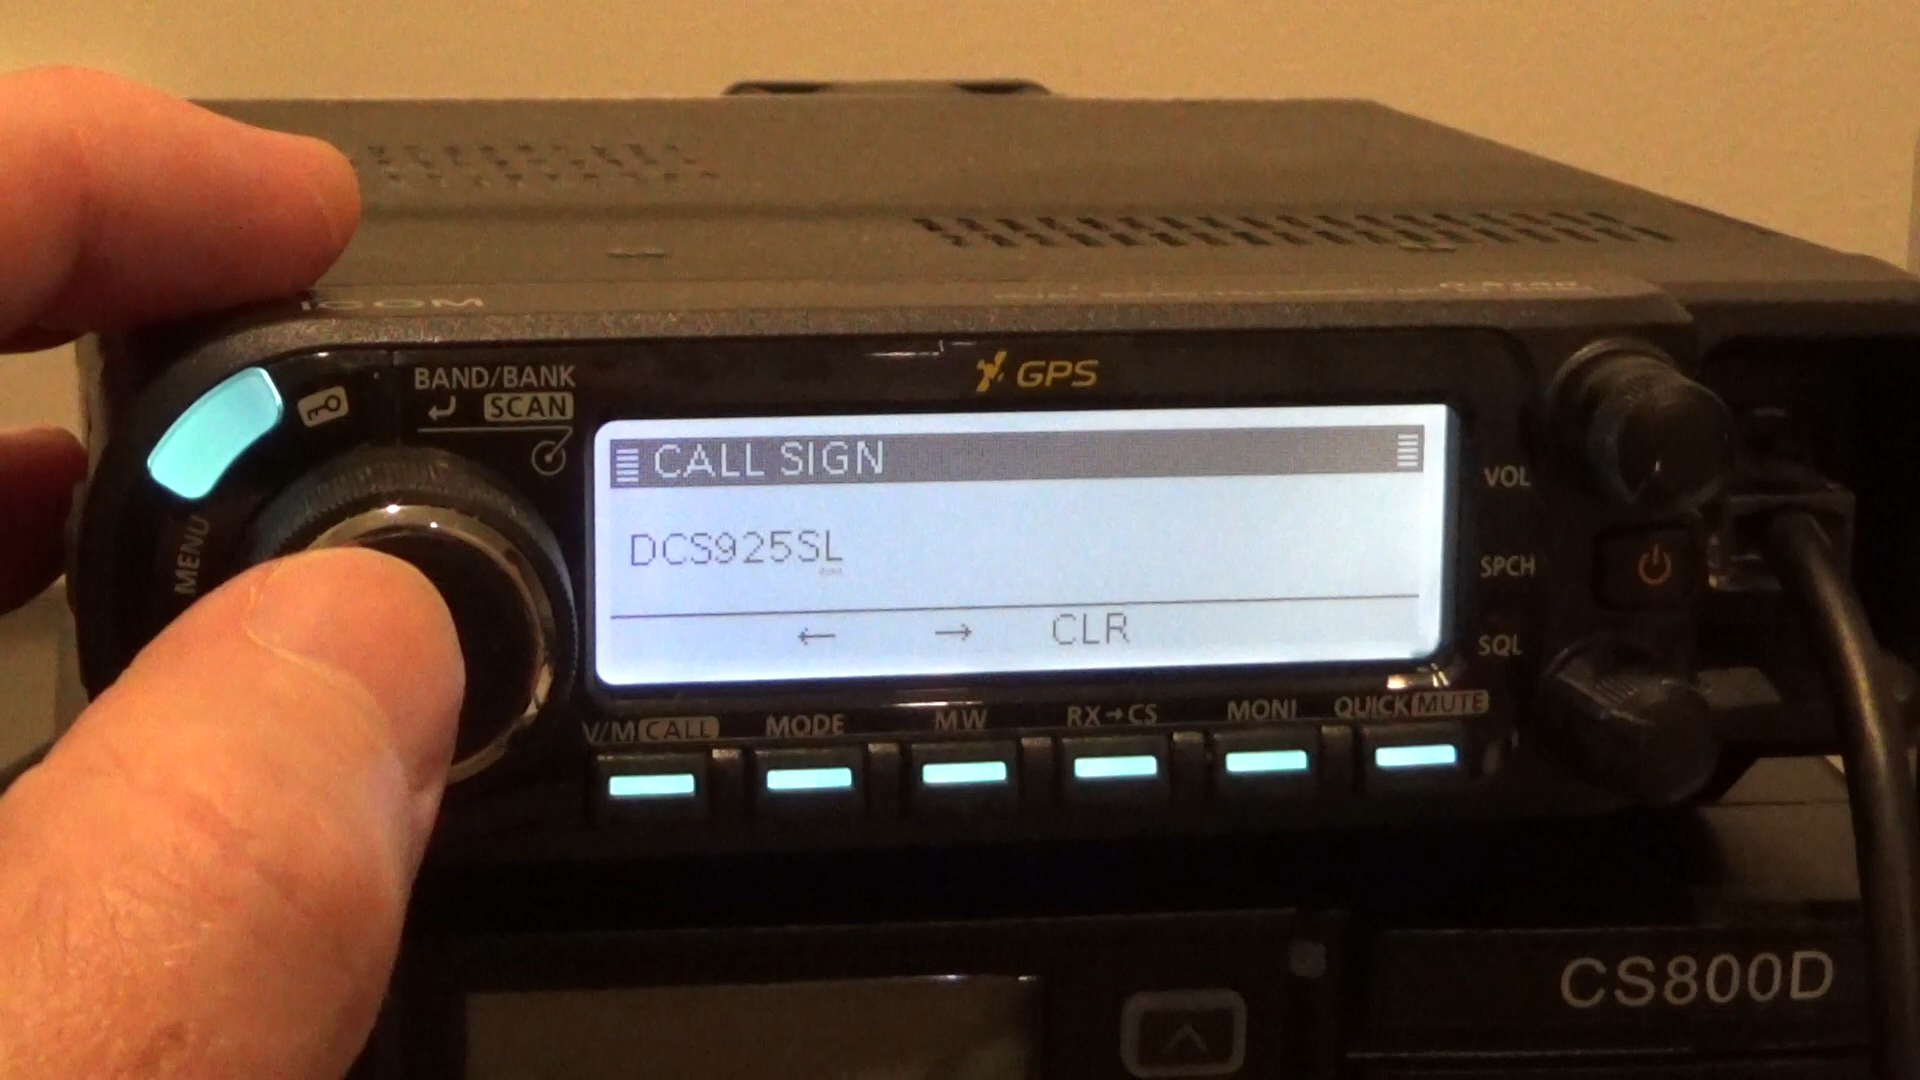 ICOM
BAND/BANK
SCAN
GPS
MENU
CALL SIGN
DCS925SL
← → CLR
VOL
SPCH
SQL
V/M CALL MODE MW RX→CS MONI QUICK MUTE
CS800D